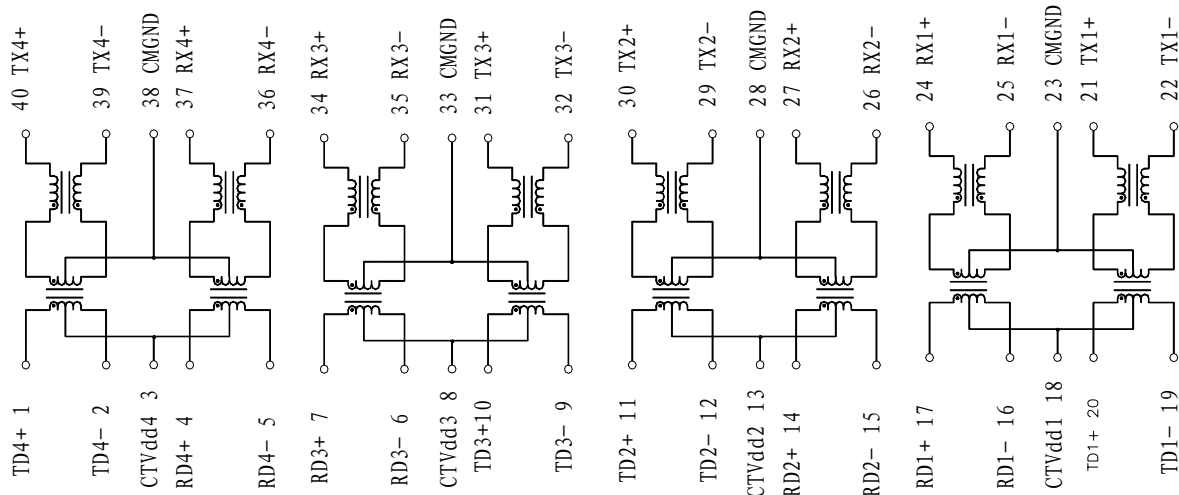 40 TX4+
39 TX4-
38 CMGND
37 RX4+
36 RX4-
34 RX3+
35 RX3-
33 CMGND
31 TX3+
32 TX3-
30 TX2+
29 TX2-
28 CMGND
27 RX2+
26 RX2-
24 RX1+
25 RX1-
23 CMGND
21 TX1+
22 TX1-
TD4+ 1
TD4- 2
CTVdd4 3
RD4+ 4
RD4- 5
RD3+ 7
RD3- 6
CTVdd3 8
TD3+10
TD3- 9
TD2+ 11
TD2- 12
CTVdd2 13
RD2+ 14
RD2- 15
RD1+ 17
RD1- 16
CTVdd1 18
TD1+ 20
TD1- 19